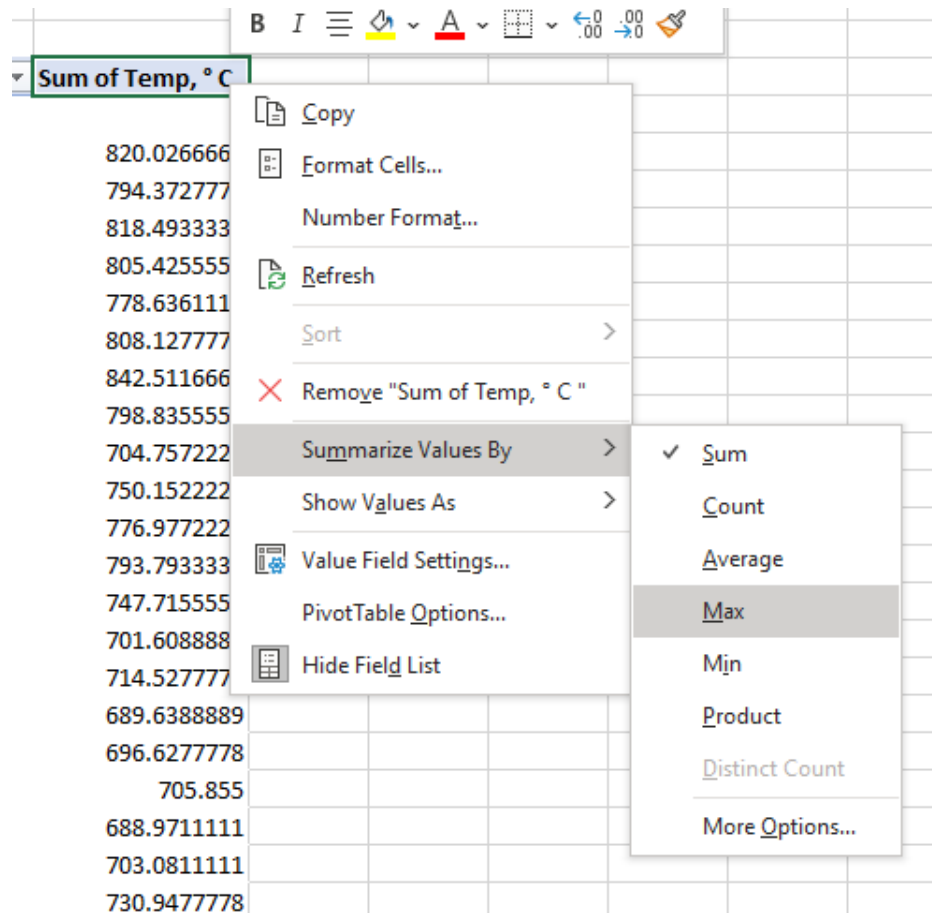 B I A .00 .00
Sum of Temp, ° C
820.026666
794.372777
818.493333
805.425555
778.636111
808.127777
842.511666
798.835555
704.757222
750.152222
776.977222
793.793333
747.715555
701.608888
714.527777
689.6388889
696.6277778
705.855
688.9711111
703.0811111
730.9477778
Copy
Format Cells...
Number Format...
Refresh
Sort
Remove "Sum of Temp, ° C "
Summarize Values By
Show Values As
Value Field Settings...
PivotTable Options...
Hide Field List
Sum
Count
Average
Max
Min
Product
Distinct Count
More Options...